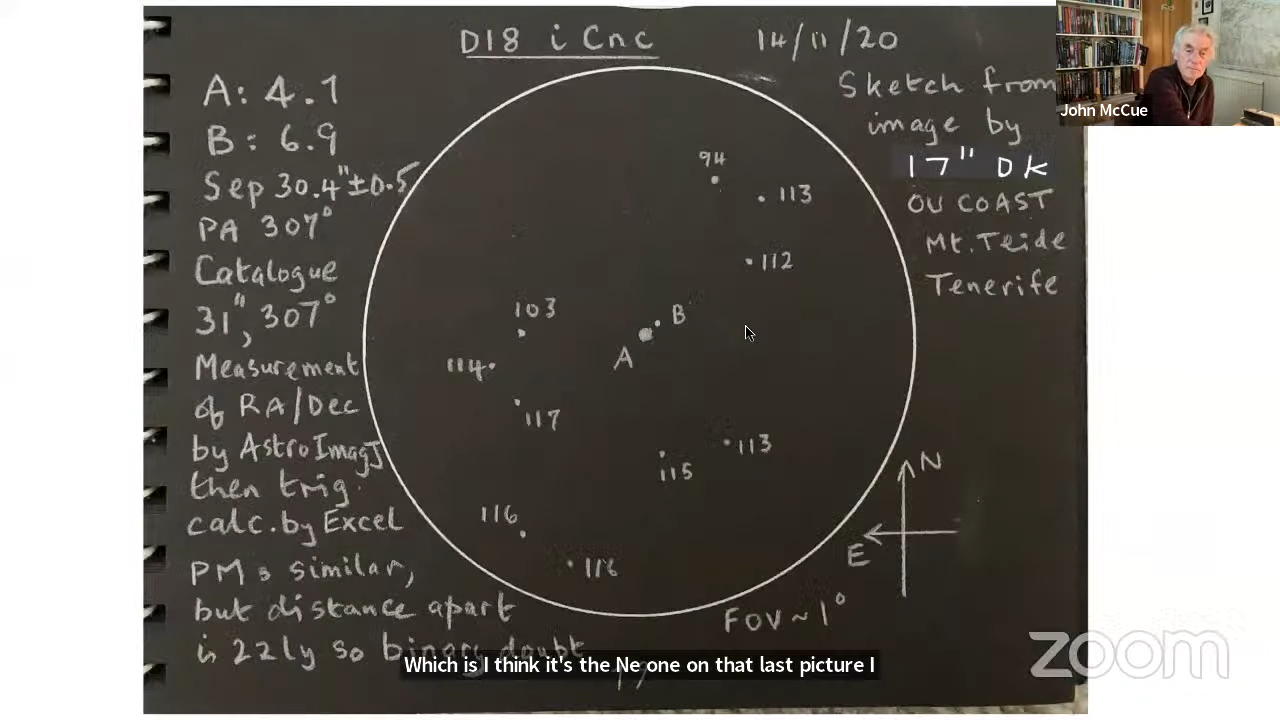 D18 i Cnc
14/11/20
A: 4.1
B: 6.9
Sep 30.4"±0.5
PA 307°
Catalogue
31", 307°
Measurement
of RA/Dec
by AstroImagJ
then trig.
calc. by Excel
PMs similar,
but distance apart
is 22ly so binary doubt
Sketch from
image by
17" DK
OU COAST
Mt. Teide
Tenerife
94
113
112
103
B
A
114
117
113
115
116
116
N
E
FOV ~ 1°
John McCue
Which is I think it's the Ne one on that last picture I
zoom